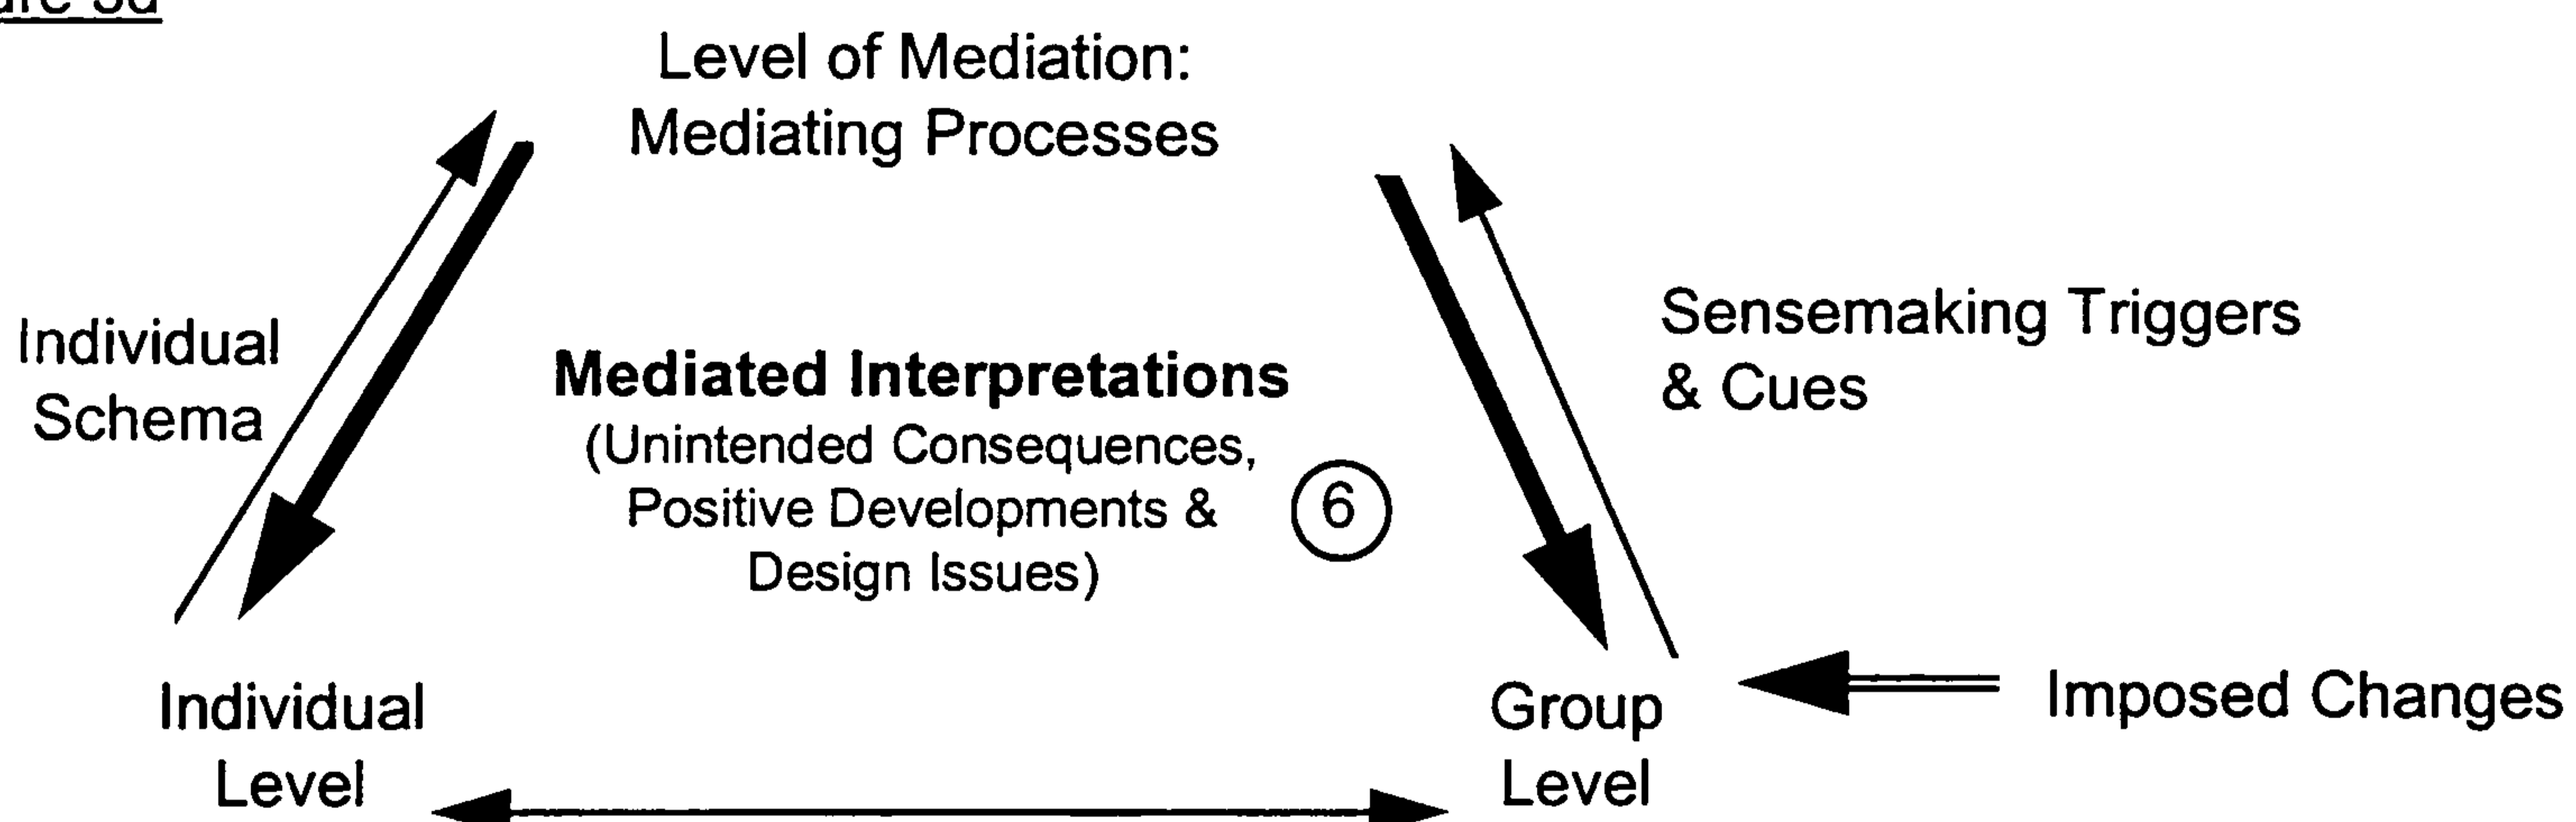 Level of Mediation:
Mediating Processes
Individual
Schema
Sensemaking Triggers
& Cues
Mediated Interpretations
(Unintended Consequences,
Positive Developments &
Design Issues)
6
Individual
Level
Group
Level
Imposed Changes